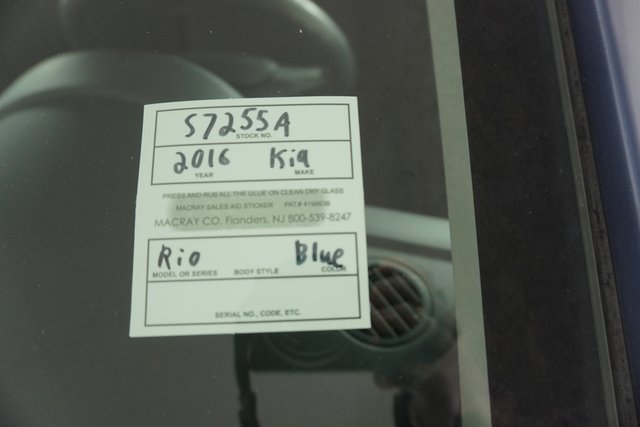 S7255A
STOCK NO.
2016 Kia
YEAR MAKE
PRESS AND RUB ALL THE GLUE ON CLEAN DRY GLASS
MACRAY SALES AID STICKER PAT.# 4199638
MACRAY CO. Flanders, NJ 800-539-8247
Rio Blue
MODEL OR SERIES BODY STYLE COLOR
SERIAL NO., CODE, ETC.